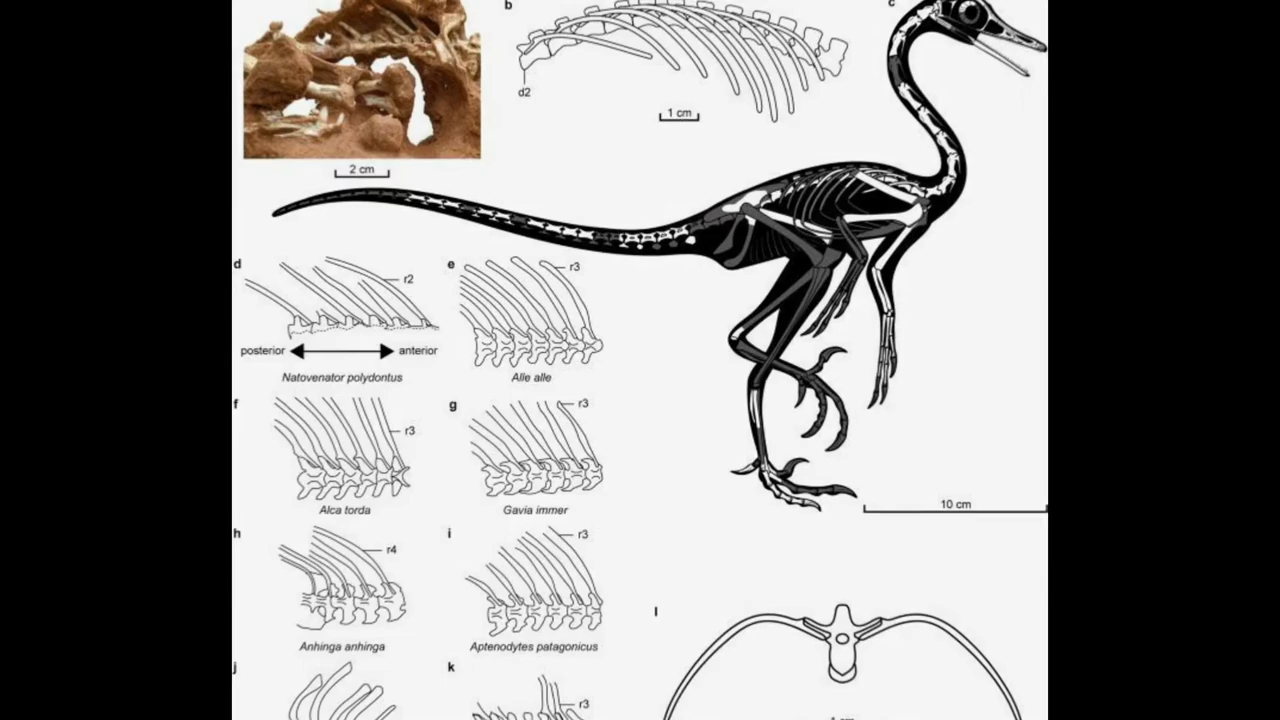 b
c
d2
1 cm
2 cm
d
r2
e
r3
posterior
anterior
Natovenator polydontus
Alle alle
f
r3
g
r3
Alca torda
Gavia immer
10 cm
h
r4
i
r3
Anhinga anhinga
Aptenodytes patagonicus
l
j
k
r3